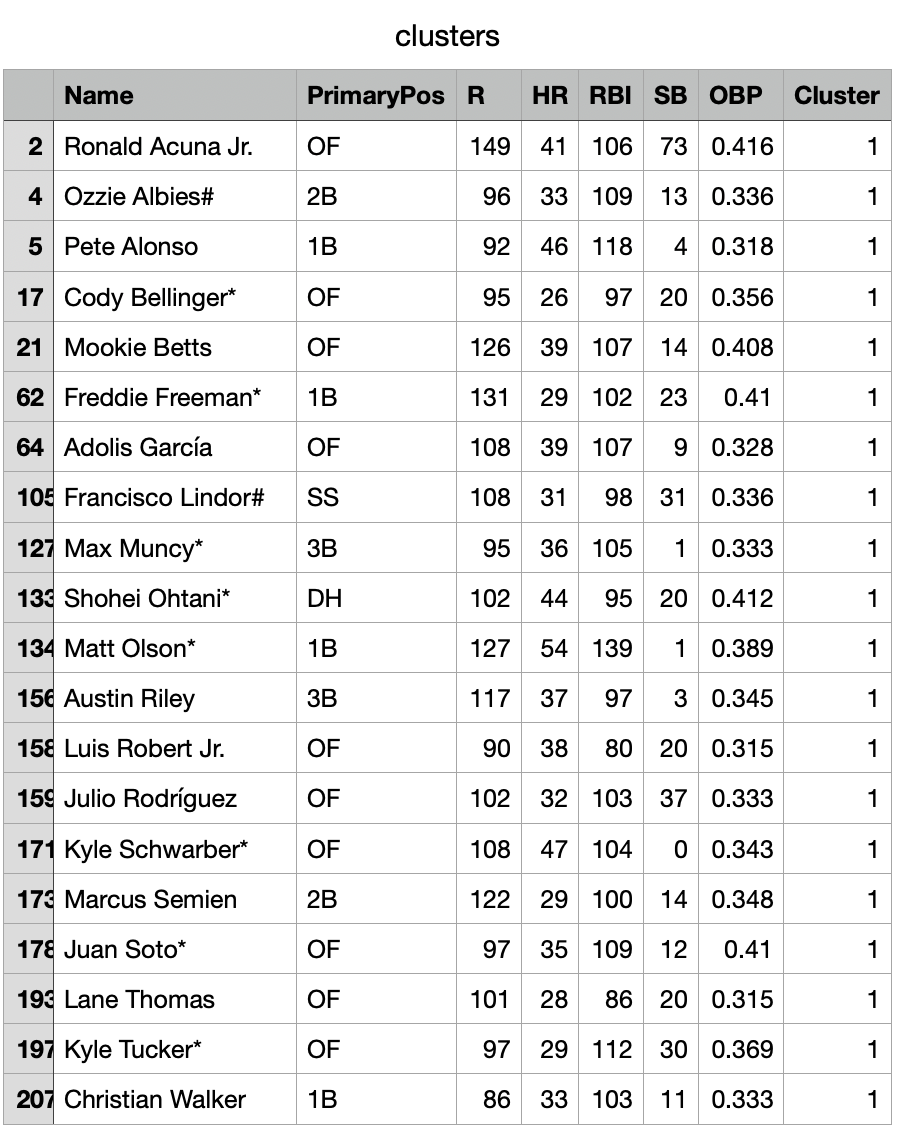 clusters
Name PrimaryPos R HR RBI SB OBP Cluster
2 Ronald Acuna Jr. OF 149 41 106 73 0.416 1
4 Ozzie Albies# 2B 96 33 109 13 0.336 1
5 Pete Alonso 1B 92 46 118 4 0.318 1
17 Cody Bellinger* OF 95 26 97 20 0.356 1
21 Mookie Betts OF 126 39 107 14 0.408 1
62 Freddie Freeman* 1B 131 29 102 23 0.41 1
64 Adolis García OF 108 39 107 9 0.328 1
105 Francisco Lindor# SS 108 31 98 31 0.336 1
127 Max Muncy* 3B 95 36 105 1 0.333 1
133 Shohei Ohtani* DH 102 44 95 20 0.412 1
134 Matt Olson* 1B 127 54 139 1 0.389 1
156 Austin Riley 3B 117 37 97 3 0.345 1
158 Luis Robert Jr. OF 90 38 80 20 0.315 1
159 Julio Rodríguez OF 102 32 103 37 0.333 1
171 Kyle Schwarber* OF 108 47 104 0 0.343 1
173 Marcus Semien 2B 122 29 100 14 0.348 1
178 Juan Soto* OF 97 35 109 12 0.41 1
193 Lane Thomas OF 101 28 86 20 0.315 1
197 Kyle Tucker* OF 97 29 112 30 0.369 1
207 Christian Walker 1B 86 33 103 11 0.333 1